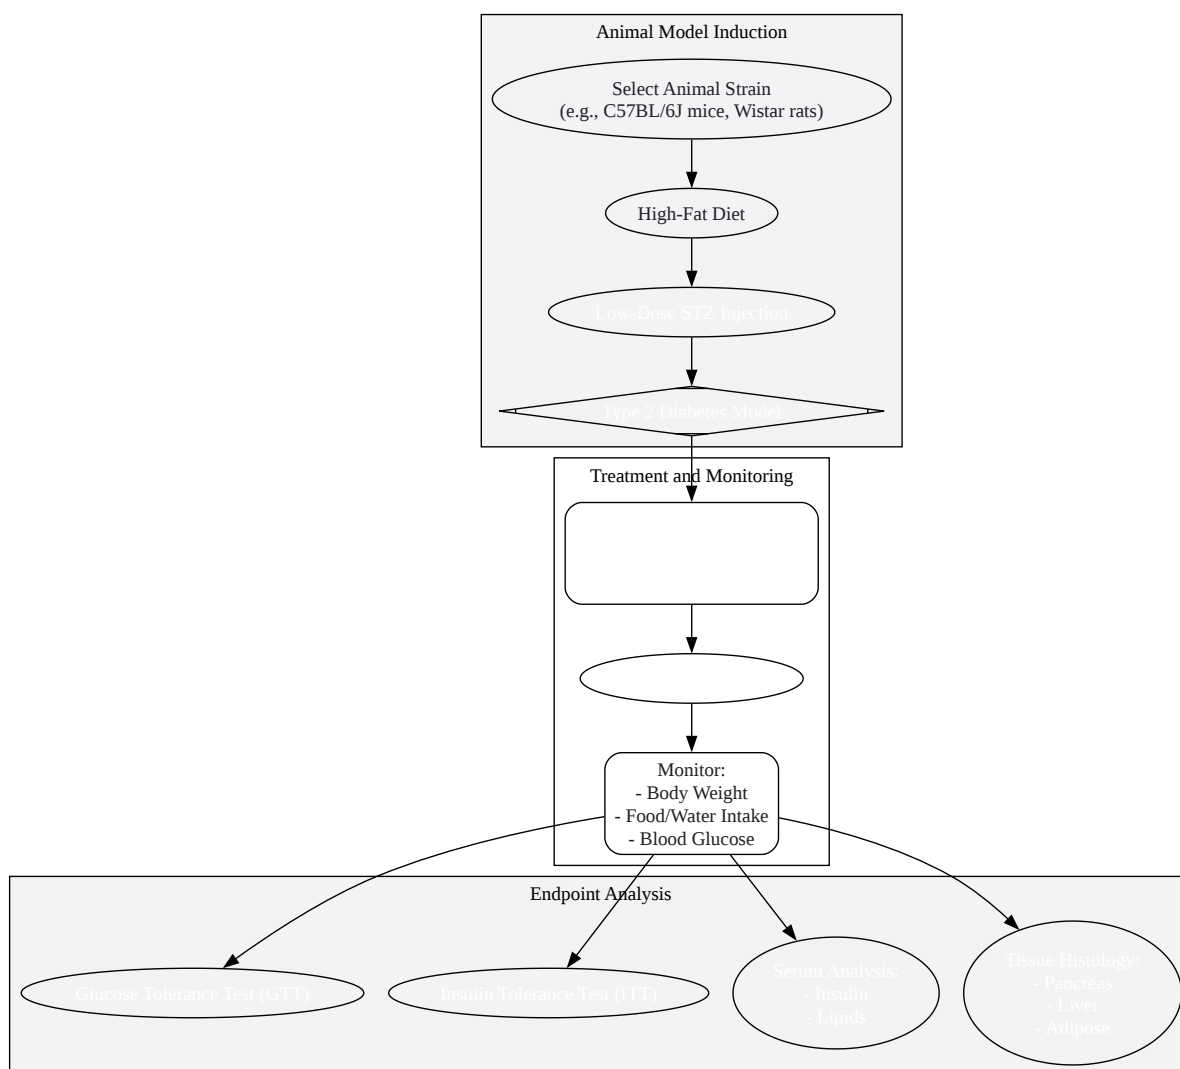 Animal Model Induction
Select Animal Strain
(e.g., C57BL/6J mice, Wistar rats)
High-Fat Diet
Low-Dose STZ Injection
Type 2 Diabetes Model
Treatment and Monitoring
Monitor:
- Body Weight
- Food/Water Intake
- Blood Glucose
Endpoint Analysis
Glucose Tolerance Test (GTT)
Insulin Tolerance Test (ITT)
Serum Analysis:
- Insulin
- Lipids
Tissue Histology:
- Pancreas
- Liver
- Adipose